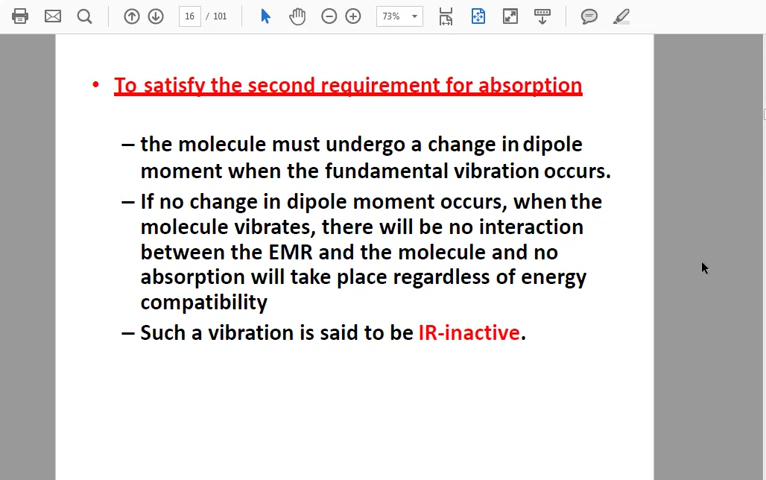 16 / 101
73%
• To satisfy the second requirement for absorption
– the molecule must undergo a change in dipole
moment when the fundamental vibration occurs.
– If no change in dipole moment occurs, when the
molecule vibrates, there will be no interaction
between the EMR and the molecule and no
absorption will take place regardless of energy
compatibility
– Such a vibration is said to be IR-inactive.